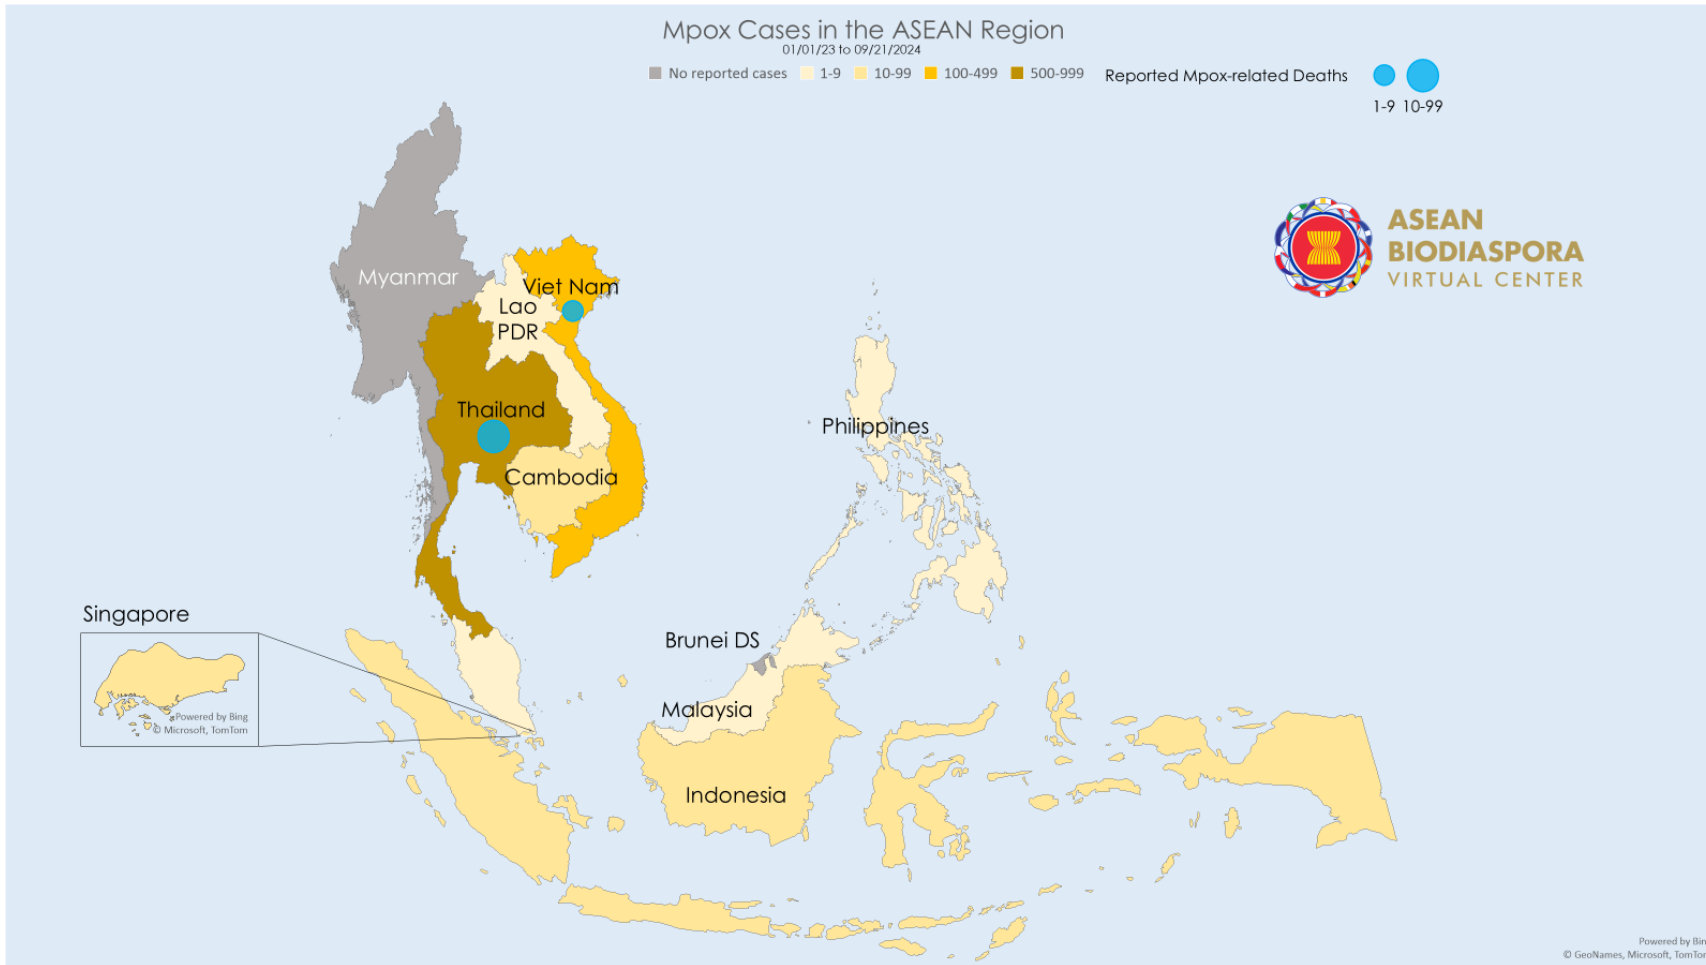 Mpox Cases in the ASEAN Region
01/01/23 to 09/21/2024
No reported cases 1-9 10-99 100-499 500-999 Reported Mpox-related Deaths
1-9 10-99
ASEAN
BIODIASPORA
VIRTUAL CENTER
Myanmar
Viet Nam
Lao
PDR
Thailand
Philippines
Cambodia
Singapore
Powered by Bing
© Microsoft, TomTom
Brunei DS
Malaysia
Indonesia
Powered by Bin
© GeoNames, Microsoft, TomTom